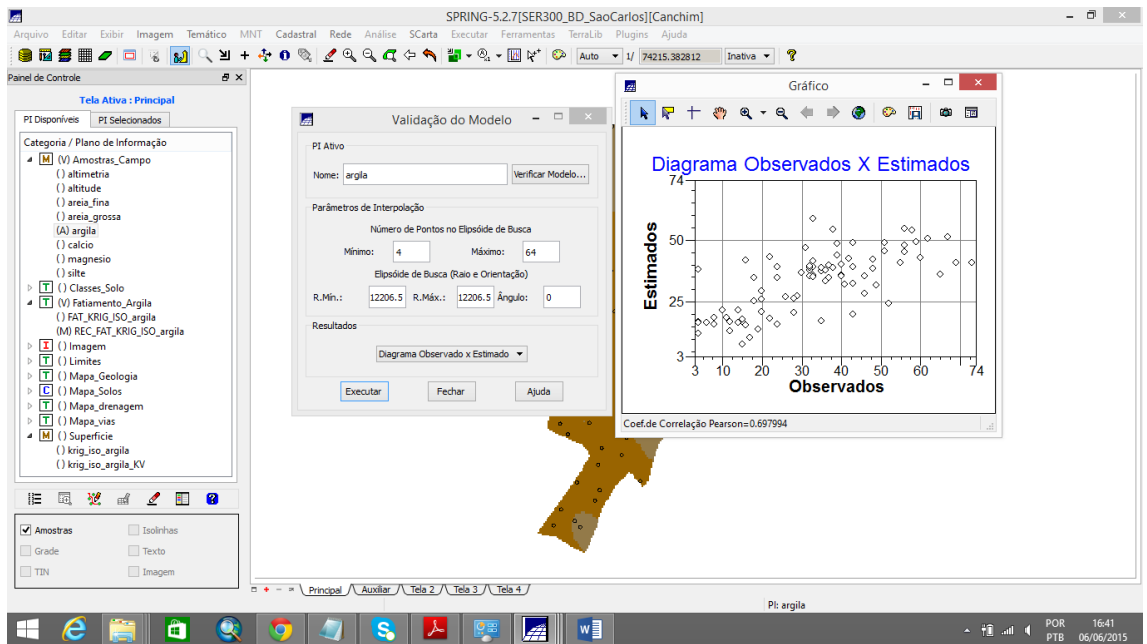 SPRING-5.2.7[SER300_BD_SaoCarlos][Canchim]
Arquivo Editar Exibir Imagem Temático MNT Cadastral Rede Análise SCarta Executar Ferramentas TerraLib Plugins Ajuda
Auto 1/ 74215.382812 Inativa
Painel de Controle
Tela Ativa : Principal
PI Disponíveis PI Selecionados
Categoria / Plano de Informação
M (V) Amostras_Campo
() altimetria
() altitude
() areia_fina
() areia_grossa
(A) argila
() calcio
() magnesio
() silte
T () Classes_Solo
T (V) Fatiamento_Argila
() FAT_KRIG_ISO_argila
(M) REC_FAT_KRIG_ISO_argila
I () Imagem
T () Limites
T () Mapa_Geologia
C () Mapa_Solos
T () Mapa_drenagem
T () Mapa_vias
M () Superficie
() krig_iso_argila
() krig_iso_argila_KV
Amostras Isolinhas
Grade Texto
TIN Imagem
Validação do Modelo
PI Ativo
Nome: argila Verificar Modelo...
Parâmetros de Interpolação
Número de Pontos no Elipsóide de Busca
Mínimo: 4 Máximo: 64
Elipsóide de Busca (Raio e Orientação)
R.Mín.: 12206.5 R.Máx.: 12206.5 Ângulo: 0
Resultados
Diagrama Observado x Estimado
Executar Fechar Ajuda
Gráfico
Diagrama Observados X Estimados
74
50
25
3
Estimados
3 10 20 30 40 50 60 74
Observados
Coef.de Correlação Pearson=0.697994
Principal Auxiliar Tela 2 Tela 3 Tela 4
PI: argila
POR 16:41
PTB 06/06/2015